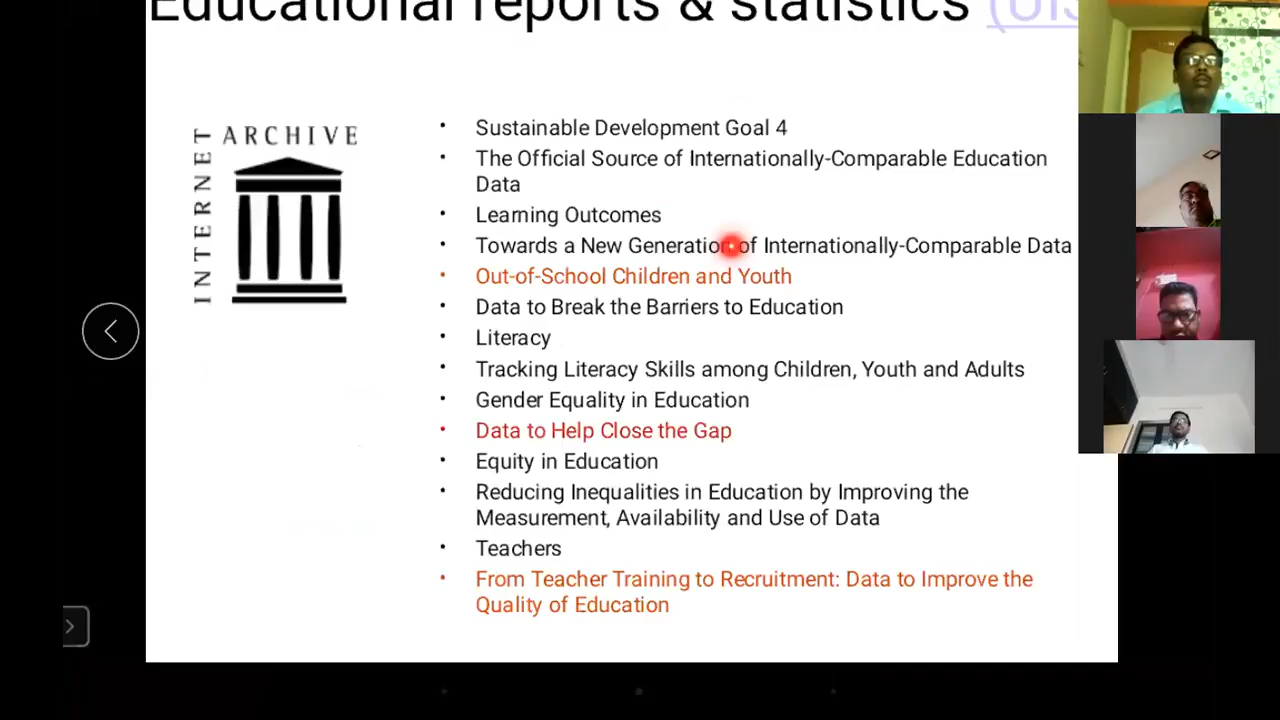 Educational reports & statistics (UIS
INTERNET ARCHIVE
• Sustainable Development Goal 4
• The Official Source of Internationally-Comparable Education
Data
• Learning Outcomes
• Towards a New Generation of Internationally-Comparable Data
• Out-of-School Children and Youth
• Data to Break the Barriers to Education
• Literacy
• Tracking Literacy Skills among Children, Youth and Adults
• Gender Equality in Education
• Data to Help Close the Gap
• Equity in Education
• Reducing Inequalities in Education by Improving the
Measurement, Availability and Use of Data
• Teachers
• From Teacher Training to Recruitment: Data to Improve the
Quality of Education